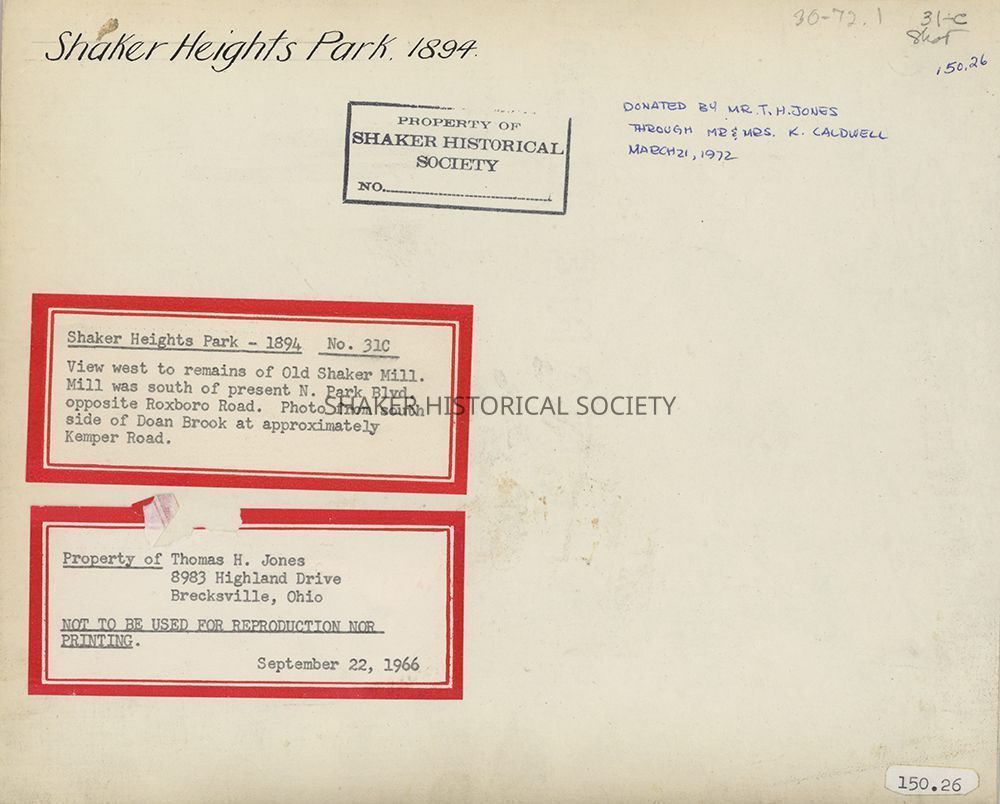 30-72.1 31-C
Shaker Heights Park, 1894.
150.26
PROPERTY OF
SHAKER HISTORICAL
SOCIETY
NO.
DONATED BY MR. T. H. JONES
THROUGH MR & MRS. K. CALDWELL
MARCH 21, 1972
Shaker Heights Park - 1894 No. 31C
View west to remains of Old Shaker Mill.
Mill was south of present N. Park Blvd.
opposite Roxboro Road. Photo from south
side of Doan Brook at approximately
Kemper Road.
SHAKER HISTORICAL SOCIETY
Property of Thomas H. Jones
8983 Highland Drive
Brecksville, Ohio
NOT TO BE USED FOR REPRODUCTION NOR
PRINTING.
September 22, 1966
150.26